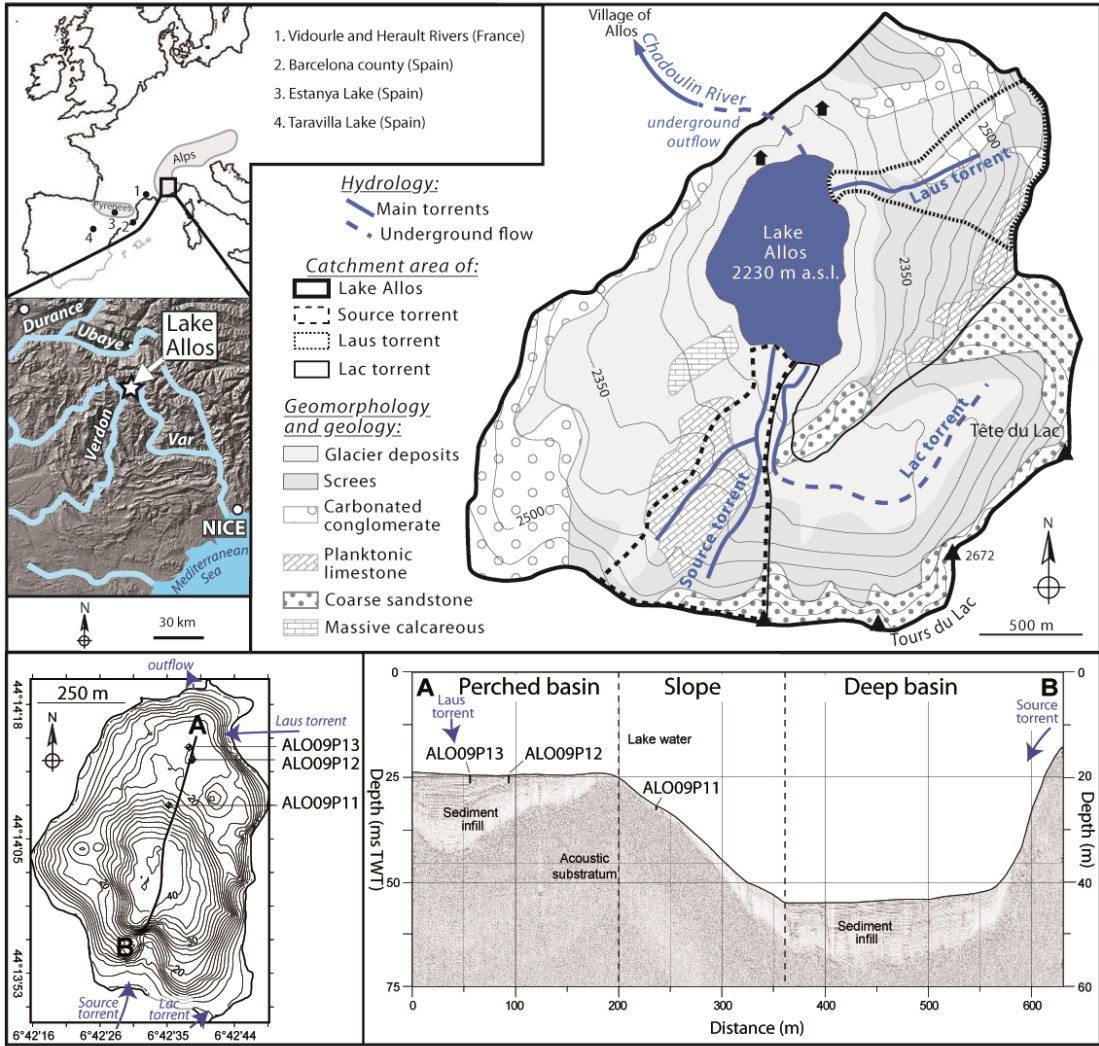 1. Vidourle and Herault Rivers (France)
2. Barcelona county (Spain)
3. Estanya Lake (Spain)
4. Taravilla Lake (Spain)
Alps
Pyrenees
1
2
3
4
Durance
Ubaye
Lake
Allos
Verdon
Var
NICE
Mediterranean
Sea
N
30 km
Hydrology:
Main torrents
Underground flow
Catchment area of:
Lake Allos
Source torrent
Laus torrent
Lac torrent
Geomorphology
and geology:
Glacier deposits
Screes
Carbonated
conglomerate
Planktonic
limestone
Coarse sandstone
Massive calcareous
Village of
Allos
Chadoulin River
underground
outflow
2500
Laus torrent
Lake
Allos
2230 m a.s.l.
2350
2350
2500
Lac torrent
Tête du Lac
Source torrent
2672
Tours du Lac
N
500 m
outflow
250 m
N
A
Laus torrent
ALO09P13
ALO09P12
ALO09P11
20
20
40
30
20
B
Source
torrent
Lac
torrent
44°14'18
44°14'05
44°13'53
6°42'16
6°42'26
6°42'35
6°42'44
A
Perched basin
Slope
Deep basin
B
Laus
torrent
Source
torrent
Lake water
ALO09P13
ALO09P12
ALO09P11
Sediment
infill
Acoustic
substratum
Sediment
infill
0
25
50
75
Depth (ms TWT)
0
20
40
60
Depth (m)
0
100
200
300
400
500
600
Distance (m)